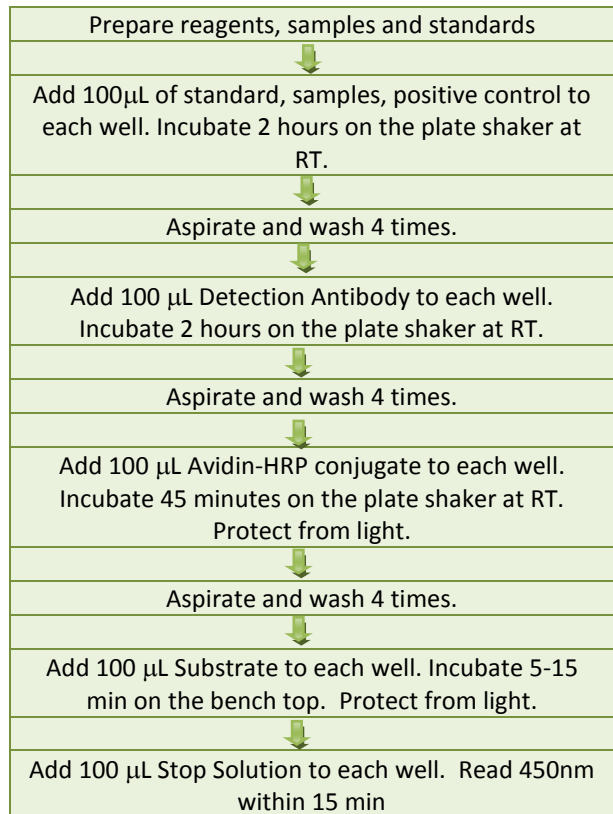 Prepare reagents, samples and standards
Add 100μL of standard, samples, positive control to
each well. Incubate 2 hours on the plate shaker at
RT.
Aspirate and wash 4 times.
Add 100 μL Detection Antibody to each well.
Incubate 2 hours on the plate shaker at RT.
Aspirate and wash 4 times.
Add 100 μL Avidin-HRP conjugate to each well.
Incubate 45 minutes on the plate shaker at RT.
Protect from light.
Aspirate and wash 4 times.
Add 100 μL Substrate to each well. Incubate 5-15
min on the bench top.  Protect from light.
Add 100 μL Stop Solution to each well.  Read 450nm
within 15 min